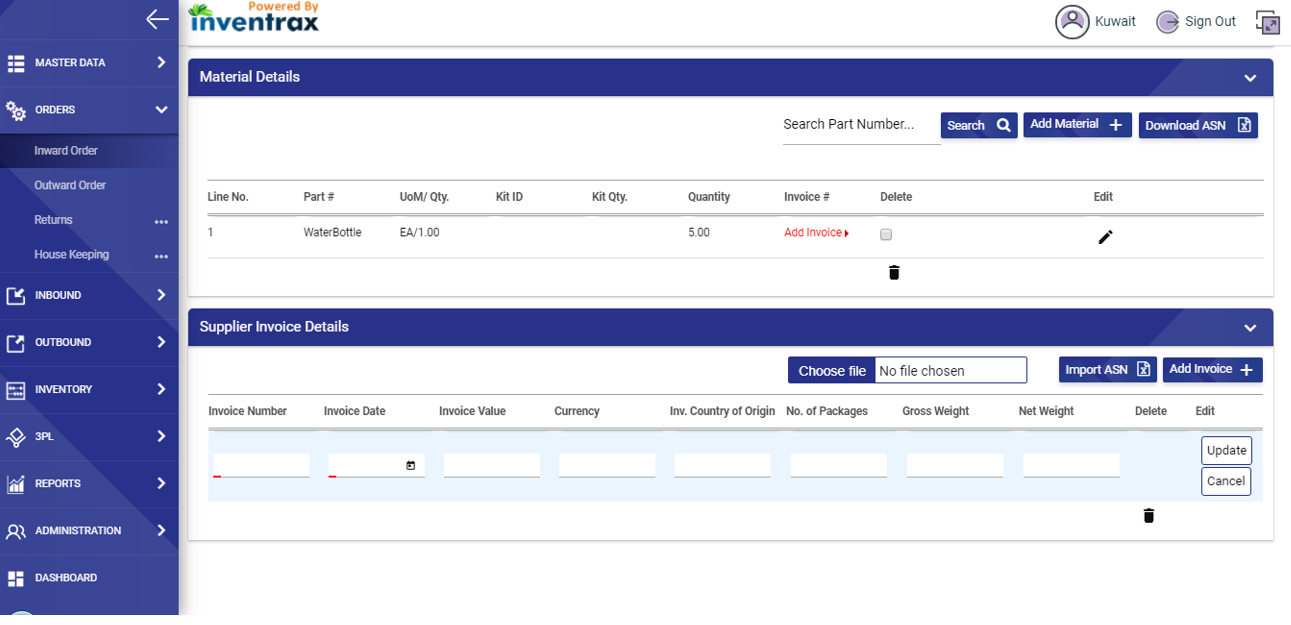 Powered By
inventrax
Kuwait
Sign Out
MASTER DATA
ORDERS
Inward Order
Outward Order
Returns
House Keeping
INBOUND
OUTBOUND
INVENTORY
3PL
REPORTS
ADMINISTRATION
DASHBOARD
Material Details
Search Part Number...
Search
Add Material +
Download ASN
Line No. Part # UoM/ Qty. Kit ID Kit Qty. Quantity Invoice # Delete Edit
1 WaterBottle EA/1.00 5.00 Add Invoice
Supplier Invoice Details
Choose file No file chosen
Import ASN
Add Invoice +
Invoice Number Invoice Date Invoice Value Currency Inv. Country of Origin No. of Packages Gross Weight Net Weight Delete Edit
Update
Cancel